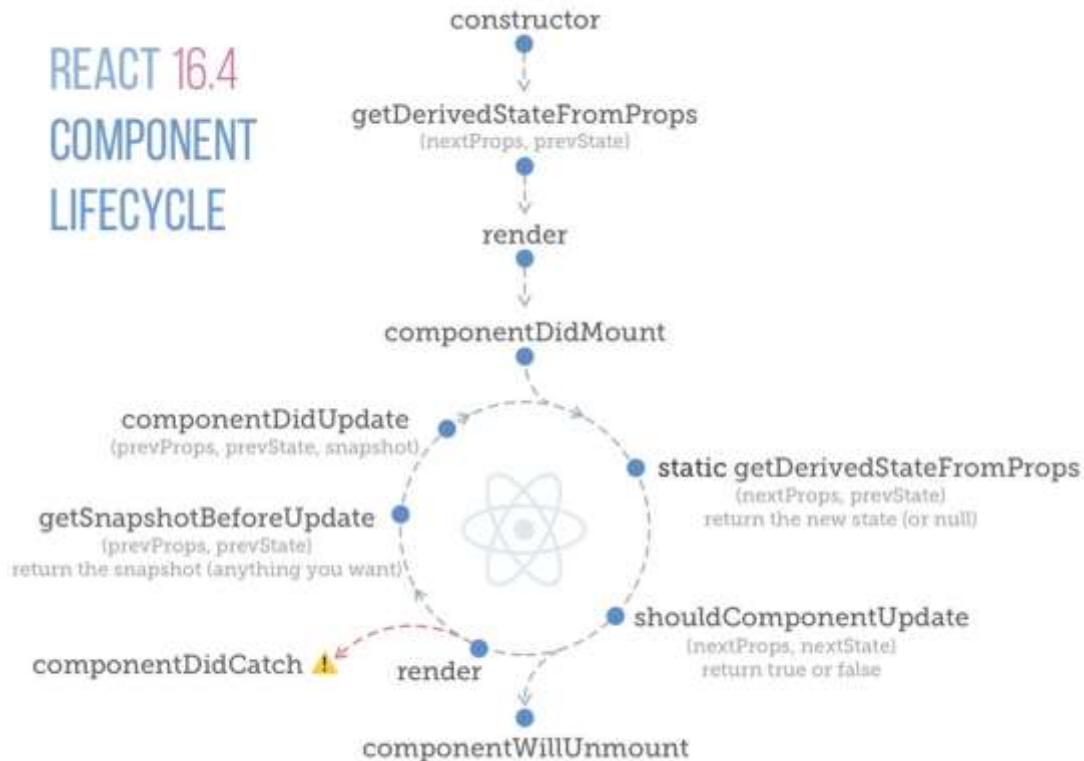 REACT 16.4
COMPONENT
LIFECYCLE
constructor
getDerivedStateFromProps
(nextProps, prevState)
render
componentDidMount
componentDidUpdate
(prevProps, prevState, snapshot)
static getDerivedStateFromProps
(nextProps, prevState)
return the new state (or null)
getSnapshotBeforeUpdate
(prevProps, prevState)
return the snapshot (anything you want)
shouldComponentUpdate
(nextProps, nextState)
return true or false
componentDidCatch
render
componentWillUnmount